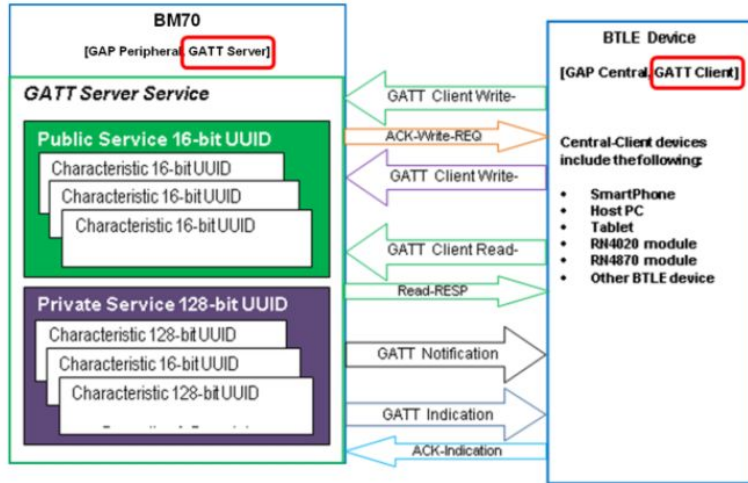 BM70
[GAP Peripheral, GATT Server]
GATT Server Service
Public Service 16-bit UUID
Characteristic 16-bit UUID
Characteristic 16-bit UUID
Characteristic 16-bit UUID
Private Service 128-bit UUID
Characteristic 128-bit UUID
Characteristic 16-bit UUID
Characteristic 128-bit UUID
GATT Client Write-
ACK-Write-REQ
GATT Client Write-
GATT Client Read-
Read-RESP
GATT Notification
GATT Indication
ACK-Indication
BTLE Device
[GAP Central, GATT Client]
Central-Client devices
include the following:
• SmartPhone
• Host PC
• Tablet
• RN4020 module
• RN4870 module
• Other BTLE device